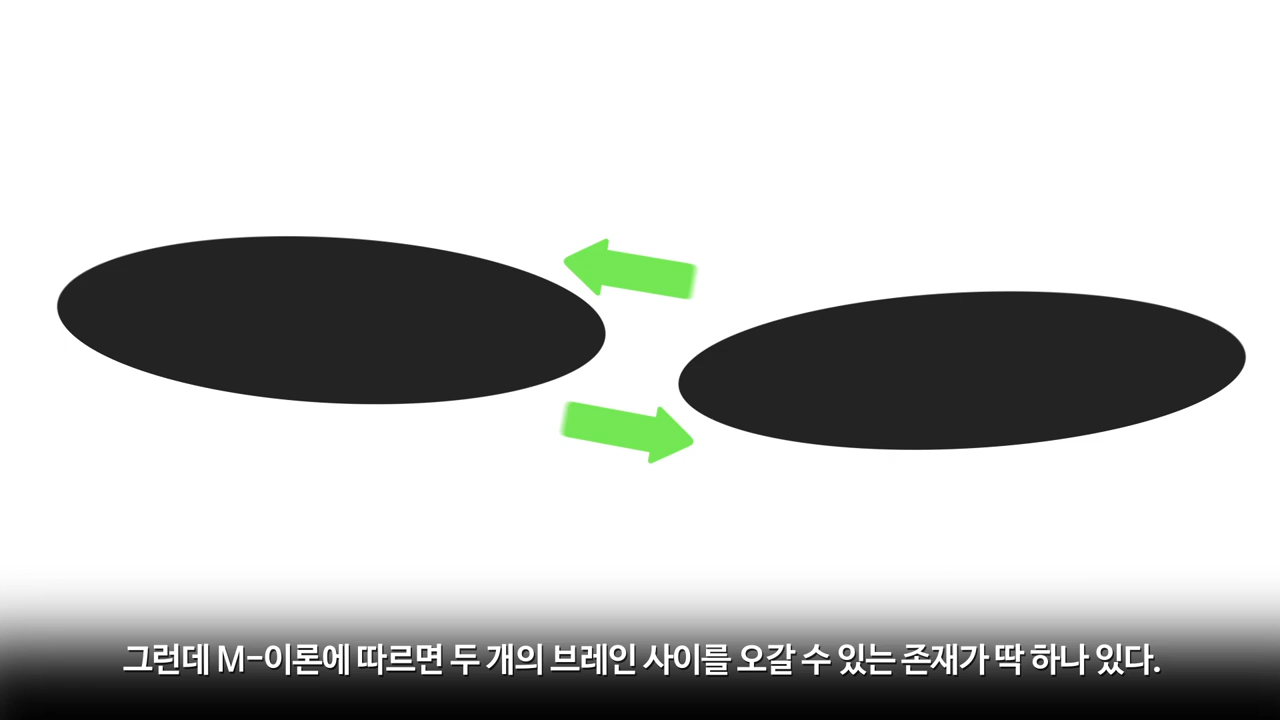 그런데 M-이론에 따르면 두 개의 브레인 사이를 오갈 수 있는 존재가 딱 하나 있다.